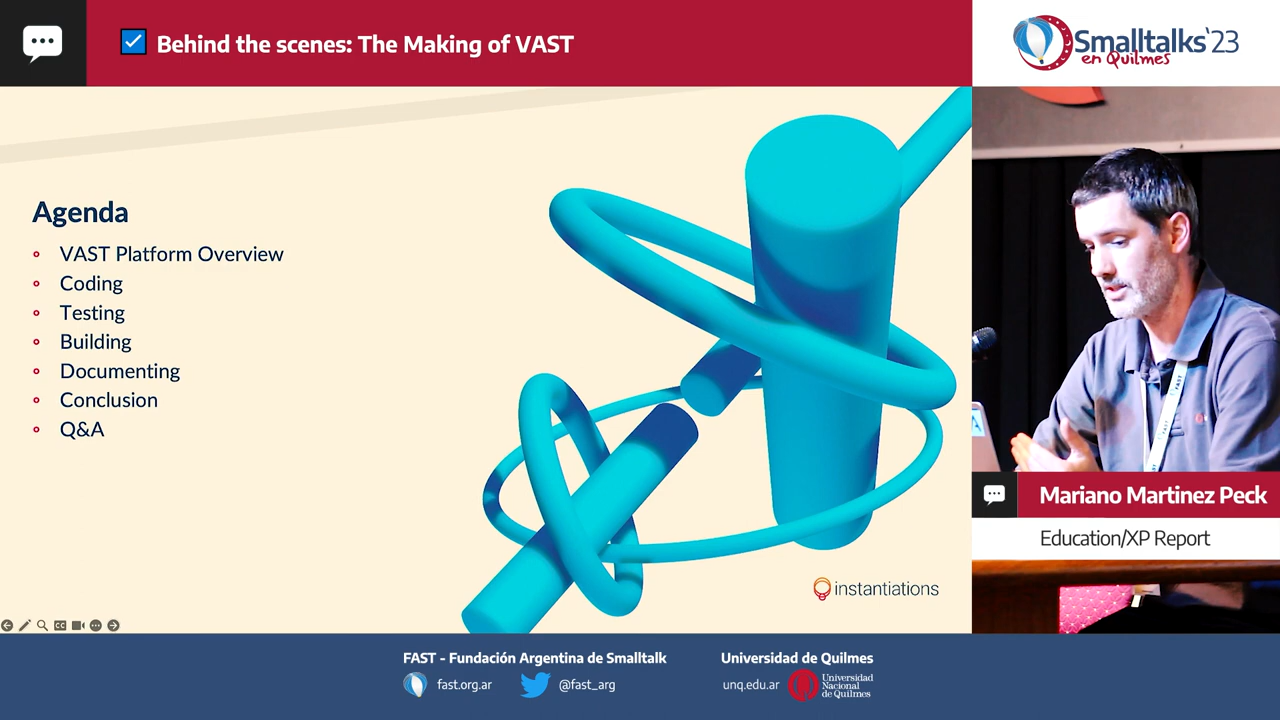 Behind the scenes: The Making of VAST
Smalltalks'23
en Quilmes
Agenda
VAST Platform Overview
Coding
Testing
Building
Documenting
Conclusion
Q&A
instantiations
Mariano Martinez Peck
Education/XP Report
FAST - Fundación Argentina de Smalltalk
fast.org.ar
@fast_arg
Universidad de Quilmes
unq.edu.ar
Universidad
Nacional
de Quilmes